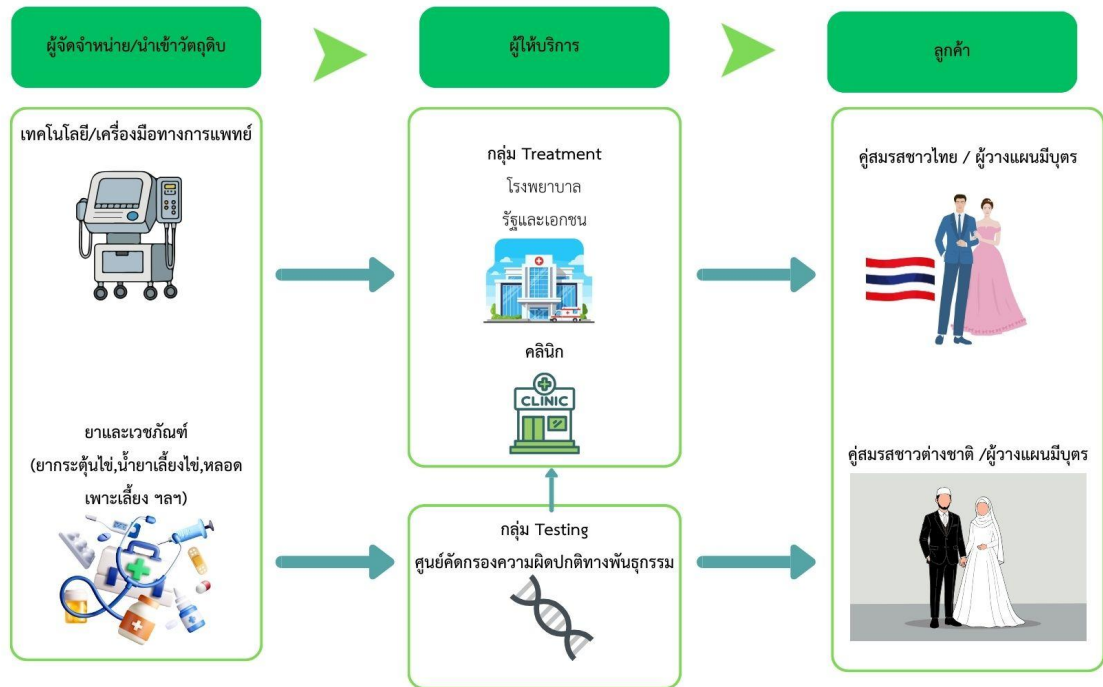 ผู้จัดจำหน่าย/นำเข้าวัตถุดิบ
ผู้ให้บริการ
ลูกค้า
เทคโนโลยี/เครื่องมือทางการแพทย์
ยาและเวชภัณฑ์
(ยากระตุ้นไข่,น้ำยาเลี้ยงไข่,หลอด
เพาะเลี้ยง ฯลฯ)
กลุ่ม Treatment
โรงพยาบาล
รัฐและเอกชน
คลินิก
CLINIC
กลุ่ม Testing
ศูนย์คัดกรองความผิดปกติทางพันธุกรรม
คู่สมรสชาวไทย / ผู้วางแผนมีบุตร
คู่สมรสชาวต่างชาติ /ผู้วางแผนมีบุตร